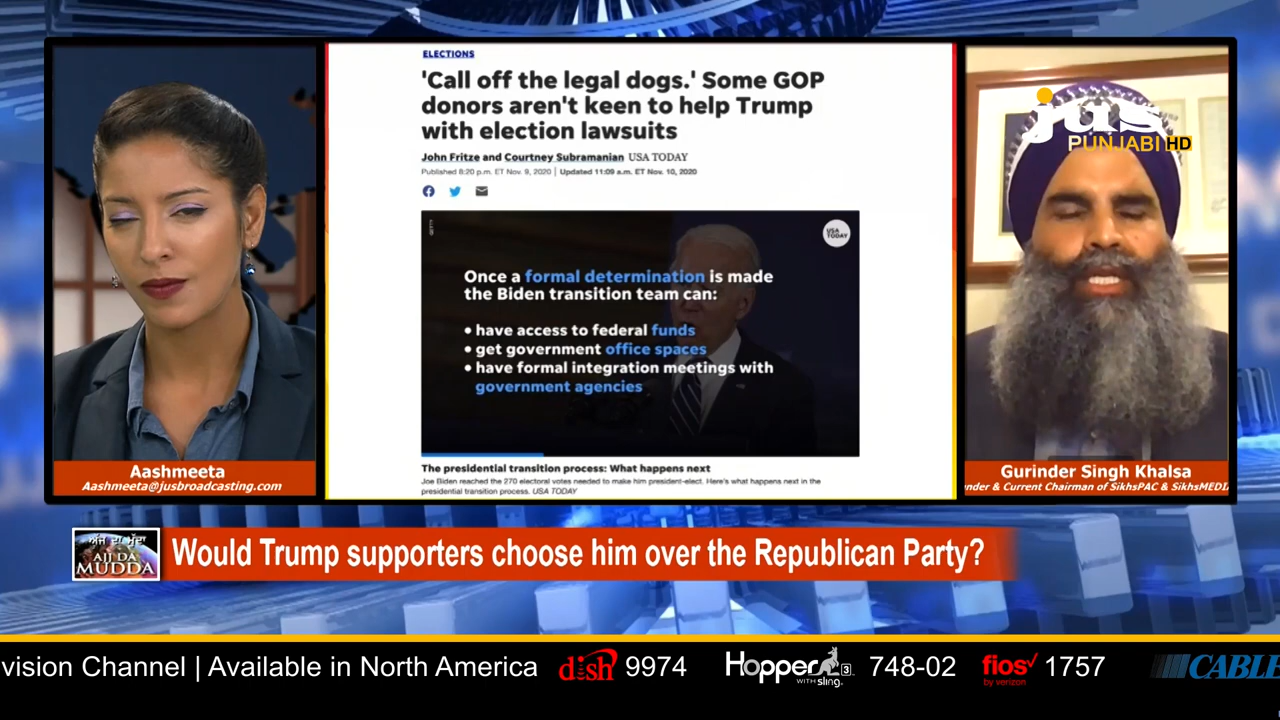 ELECTIONS
'Call off the legal dogs.' Some GOP
donors aren't keen to help Trump
with election lawsuits
John Fritze and Courtney Subramanian USA TODAY
Published 8:20 p.m. ET Nov. 9, 2020 | Updated 11:09 a.m. ET Nov. 10, 2020
GETTY
USA TODAY
Once a formal determination is made
the Biden transition team can:
• have access to federal funds
• get government office spaces
• have formal integration meetings with
government agencies
The presidential transition process: What happens next
Joe Biden reached the 270 electoral votes needed to make him president-elect. Here's what happens next in the
presidential transition process. USA TODAY
jus
PUNJABI HD
Aashmeeta
Aashmeeta@jusbroadcasting.com
Gurinder Singh Khalsa
nder & Current Chairman of SikhsPAC & SikhsMEDIA
ਅੱਜ ਦਾ ਮੁੱਦਾ
AJJ DA
MUDDA
Would Trump supporters choose him over the Republican Party?
vision Channel | Available in North America dish 9974 Hopper WITH sling 3 748-02 fios by verizon 1757 CABLE